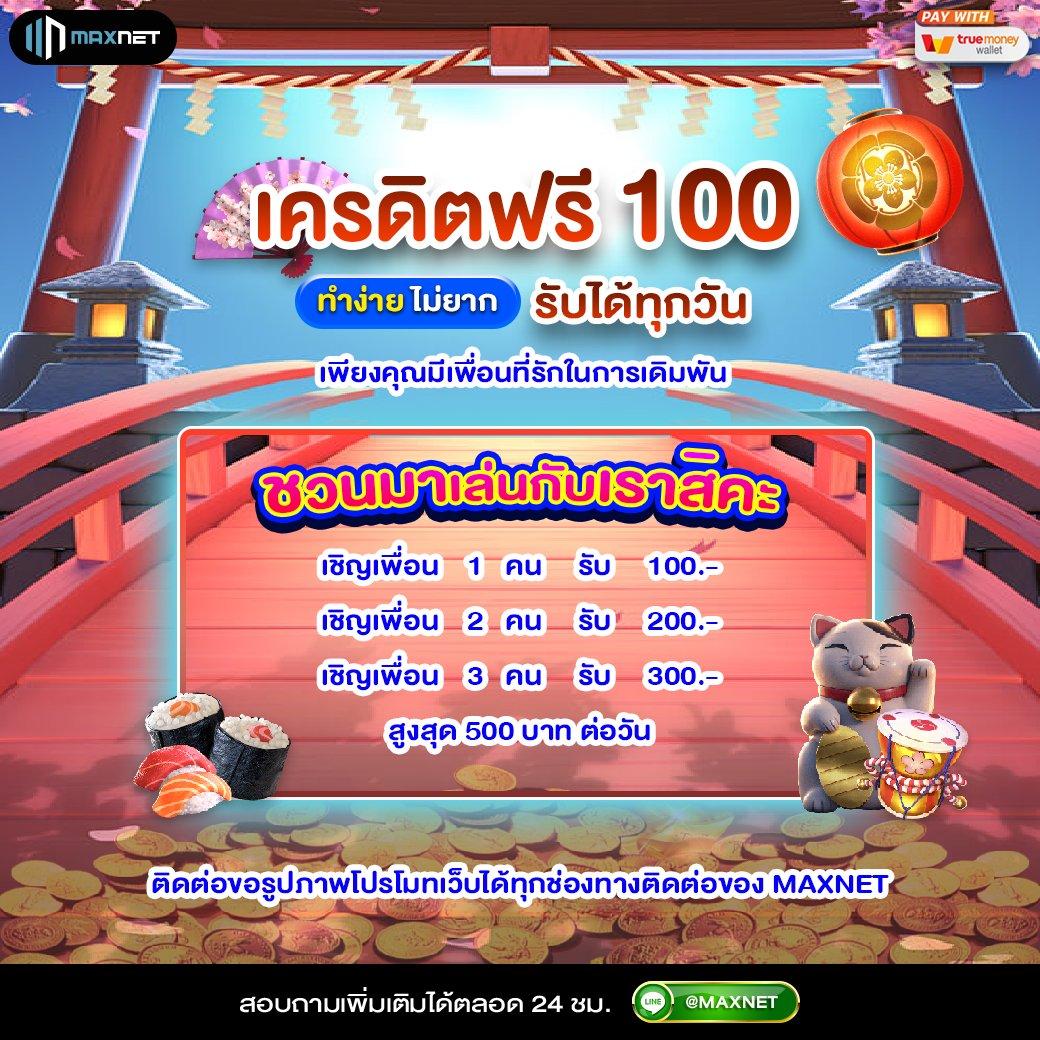 MAXNET
PAY WITH
truemoney
wallet
เครดิตฟรี 100
ทำง่าย ไม่ยาก รับได้ทุกวัน
เพียงคุณมีเพื่อนที่รักในการเดิมพัน
ชวนมาเล่นกับเราสิคะ
เชิญเพื่อน 1 คน รับ 100.-
เชิญเพื่อน 2 คน รับ 200.-
เชิญเพื่อน 3 คน รับ 300.-
สูงสุด 500 บาท ต่อวัน
ติดต่อขอรูปภาพโปรโมทเว็บได้ทุกช่องทางติดต่อของ MAXNET
สอบถามเพิ่มเติมได้ตลอด 24 ชม. LINE @MAXNET